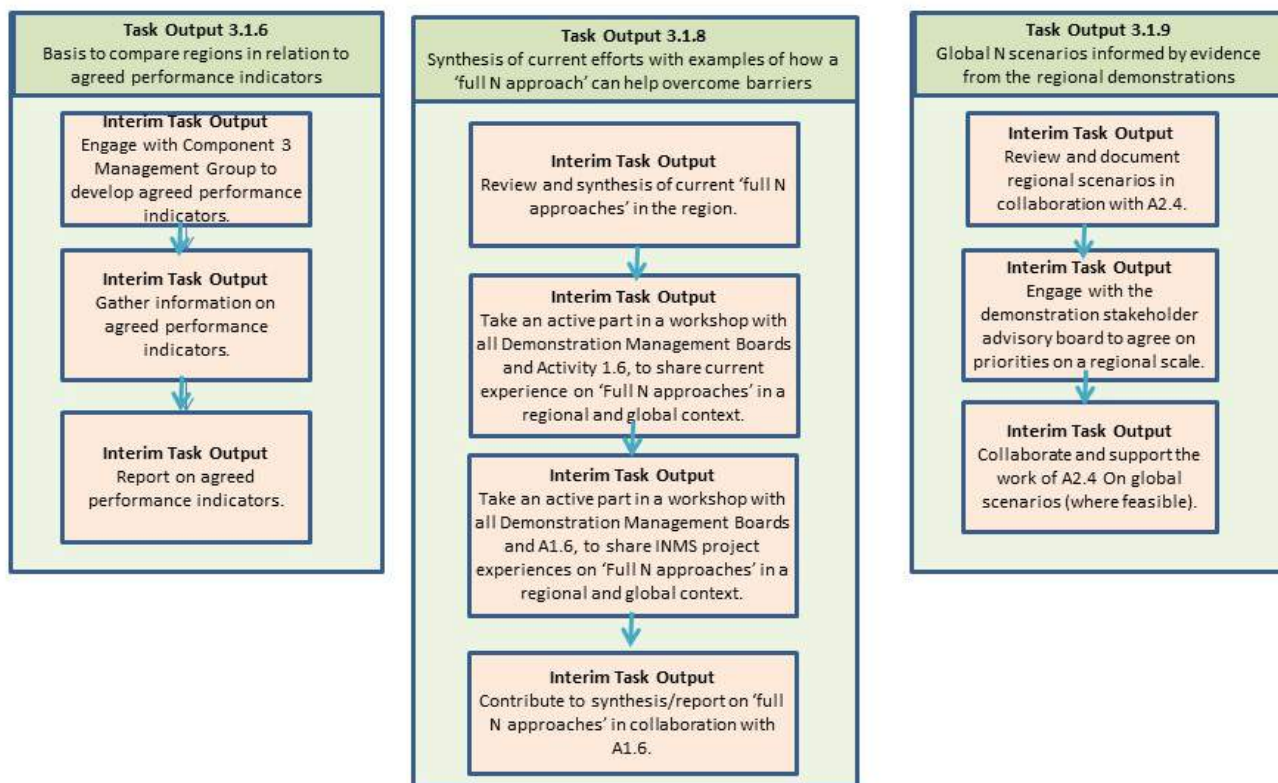 Task Output 3.1.6
Basis to compare regions in relation to
agreed performance indicators
Interim Task Output
Engage with Component 3
Management Group to
develop agreed performance
indicators.
Interim Task Output
Gather information on
agreed performance
indicators.
Interim Task Output
Report on agreed
performance indicators.
Task Output 3.1.8
Synthesis of current efforts with examples of how a
‘full N approach’ can help overcome barriers
Interim Task Output
Review and synthesis of current ‘full N
approaches’ in the region.
Interim Task Output
Take an active part in a workshop with
all Demonstration Management Boards
and Activity 1.6, to share current
experience on ‘Full N approaches’ in a
regional and global context.
Interim Task Output
Take an active part in a workshop with
all Demonstration Management Boards
and A1.6, to share INMS project
experiences on ‘Full N approaches’ in a
regional and global context.
Interim Task Output
Contribute to synthesis/report on ‘full
N approaches’ in collaboration with
A1.6.
Task Output 3.1.9
Global N scenarios informed by evidence
from the regional demonstrations
Interim Task Output
Review and document
regional scenarios in
collaboration with A2.4.
Interim Task Output
Engage with the
demonstration stakeholder
advisory board to agree on
priorities on a regional scale.
Interim Task Output
Collaborate and support the
work of A2.4 On global
scenarios (where feasible).